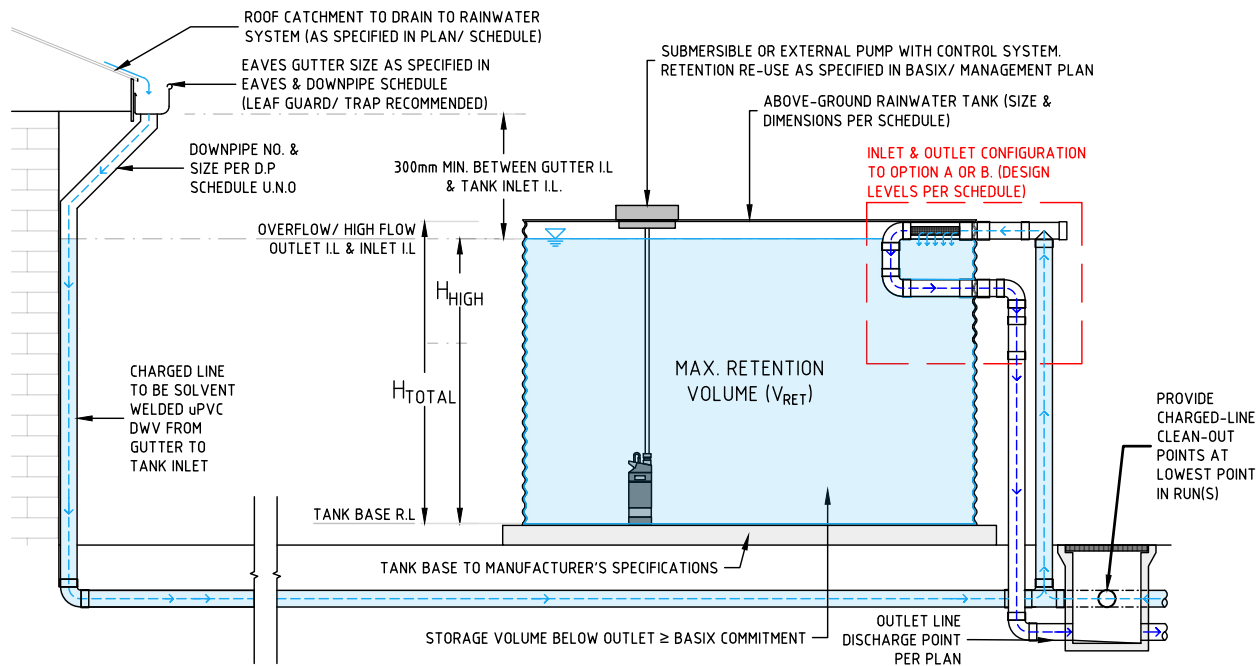 ROOF CATCHMENT TO DRAIN TO RAINWATER
SYSTEM (AS SPECIFIED IN PLAN/ SCHEDULE)
EAVES GUTTER SIZE AS SPECIFIED IN
EAVES & DOWNPIPE SCHEDULE
(LEAF GUARD/ TRAP RECOMMENDED)
DOWNPIPE NO. &
SIZE PER D.P
SCHEDULE U.N.O
300mm MIN. BETWEEN GUTTER I.L
& TANK INLET I.L.
SUBMERSIBLE OR EXTERNAL PUMP WITH CONTROL SYSTEM.
RETENTION RE-USE AS SPECIFIED IN BASIX/ MANAGEMENT PLAN
ABOVE-GROUND RAINWATER TANK (SIZE &
DIMENSIONS PER SCHEDULE)
INLET & OUTLET CONFIGURATION
TO OPTION A OR B. (DESIGN
LEVELS PER SCHEDULE)
OVERFLOW/ HIGH FLOW
OUTLET I.L & INLET I.L
HHIGH
HTOTAL
MAX. RETENTION
VOLUME (VRET)
CHARGED LINE
TO BE SOLVENT
WELDED uPVC
DWV FROM
GUTTER TO
TANK INLET
PROVIDE
CHARGED-LINE
CLEAN-OUT
POINTS AT
LOWEST POINT
IN RUN(S)
TANK BASE R.L
TANK BASE TO MANUFACTURER'S SPECIFICATIONS
STORAGE VOLUME BELOW OUTLET ≥ BASIX COMMITMENT
OUTLET LINE
DISCHARGE POINT
PER PLAN